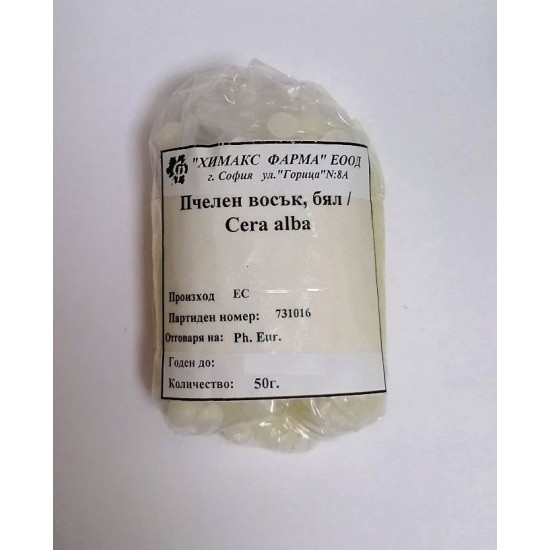 "ХИМАКС ФАРМА" ЕООД
г. София ул."Горица"N:8А
Пчелен восък, бял /
Cera alba
Произход ЕС
Партиден номер: 731016
Отговаря на: Ph. Eur.
Годен до:
Количество: 50г.